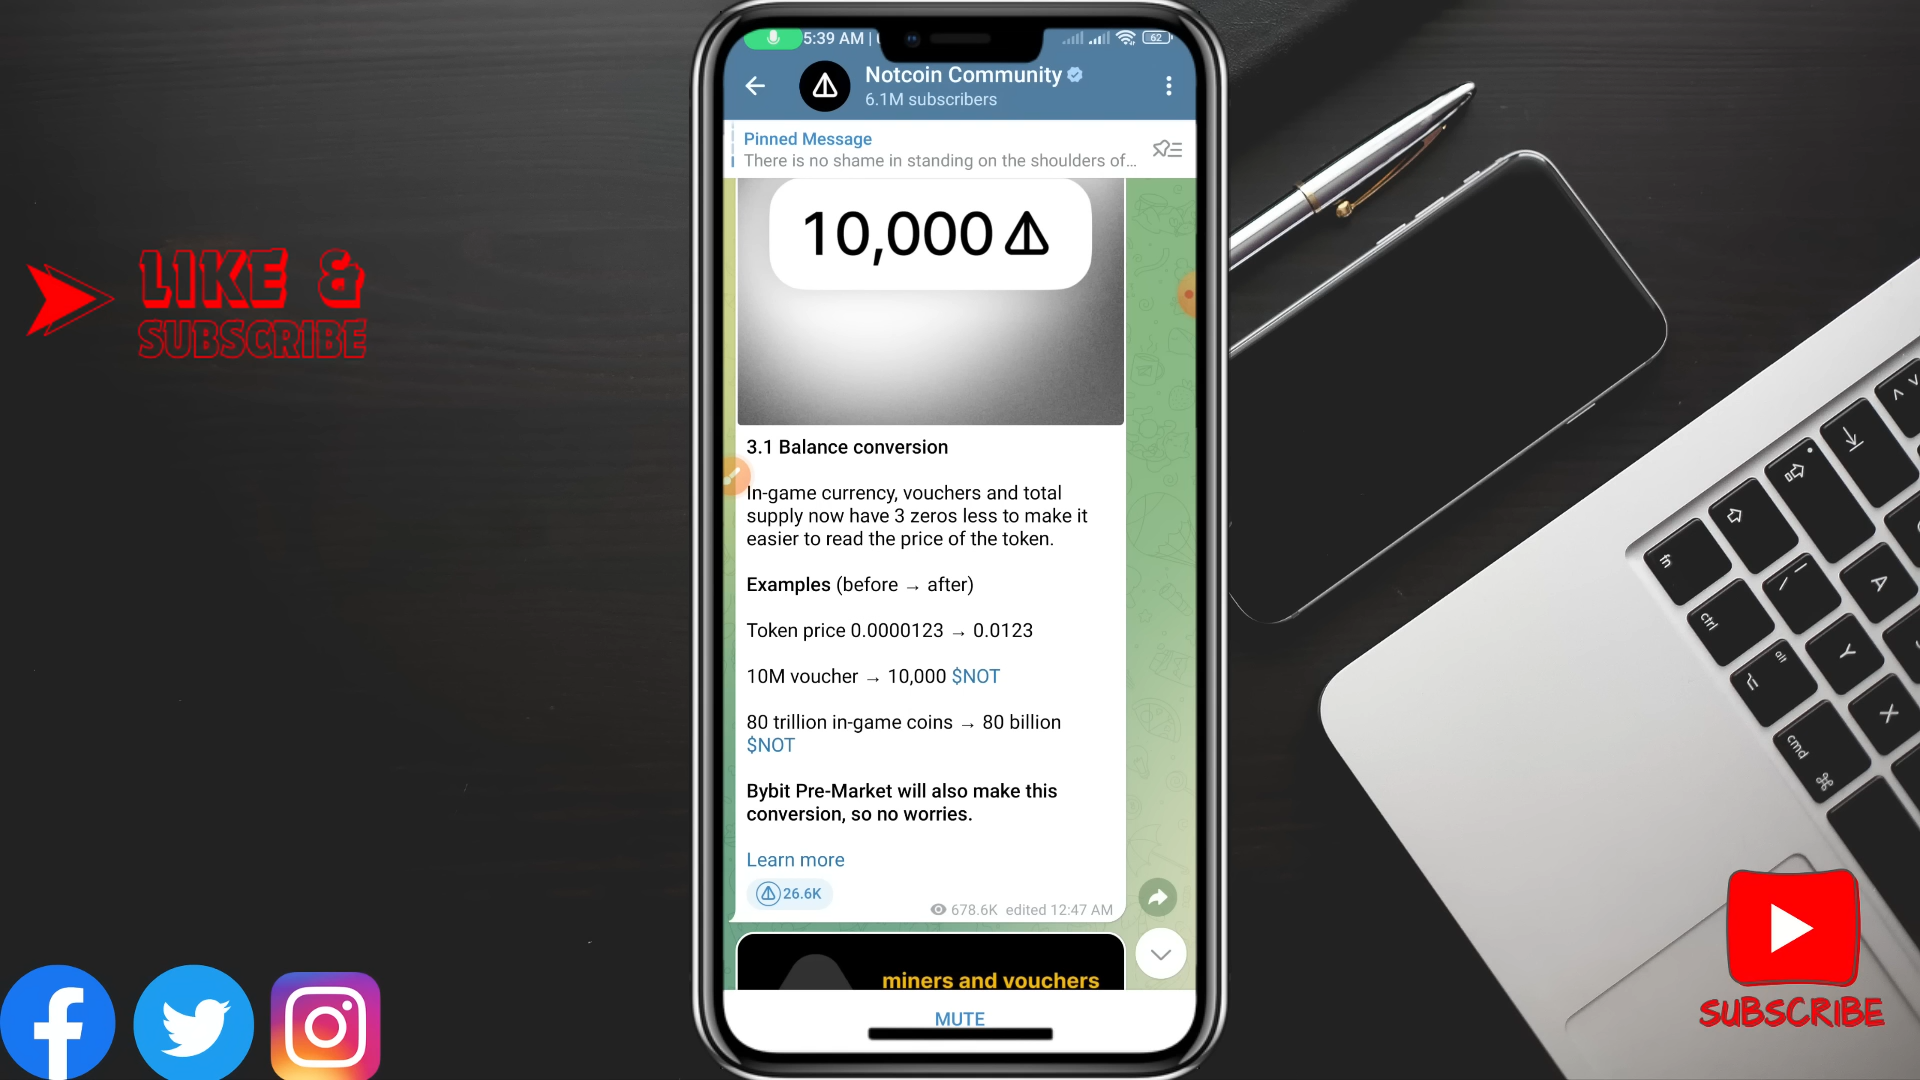 5:39 AM |
62
Notcoin Community
6.1M subscribers
Pinned Message
There is no shame in standing on the shoulders of...
10,000
LIKE &
SUBSCRIBE
3.1 Balance conversion
In-game currency, vouchers and total
supply now have 3 zeros less to make it
easier to read the price of the token.
Examples (before → after)
Token price 0.0000123 → 0.0123
10M voucher → 10,000 $NOT
80 trillion in-game coins → 80 billion
$NOT
Bybit Pre-Market will also make this
conversion, so no worries.
Learn more
26.6K
678.6K edited 12:47 AM
miners and vouchers
MUTE
SUBSCRIBE
fn
ctrl
alt
cmd
A
Y
X